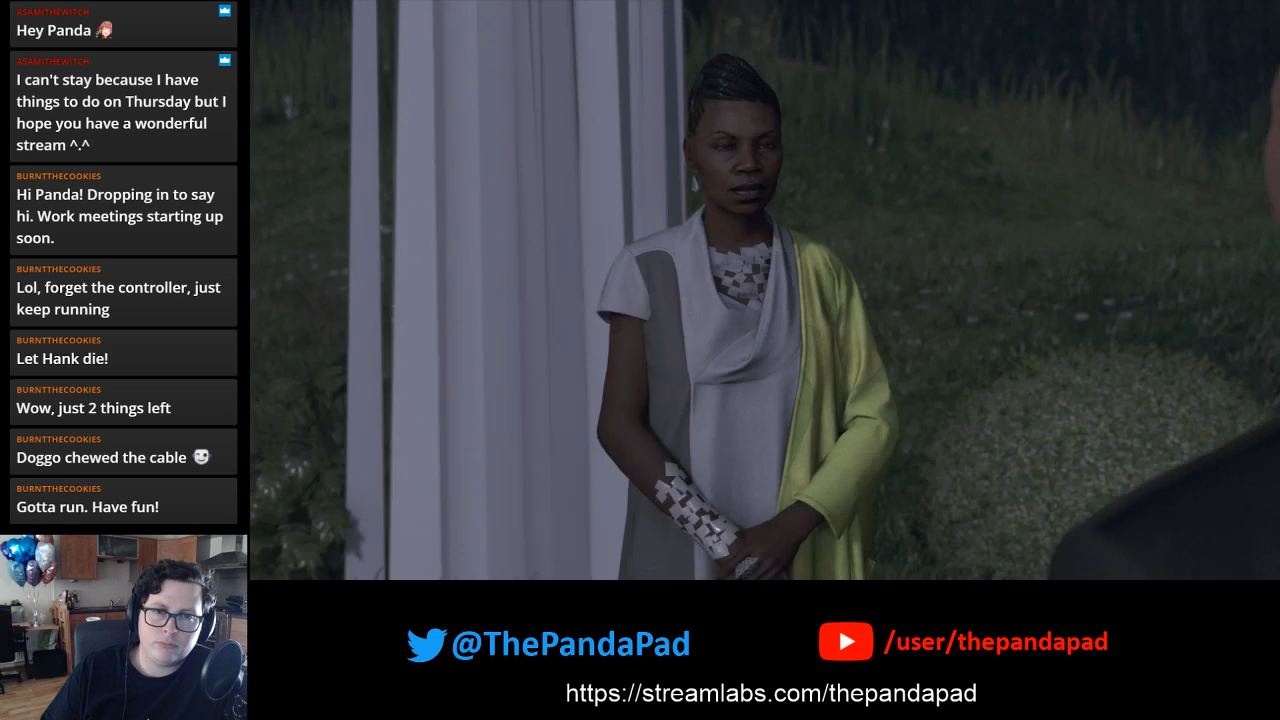 ASAMITHEWITCH
Hey Panda
ASAMITHEWITCH
I can't stay because I have
things to do on Thursday but I
hope you have a wonderful
stream ^.^
BURNTTHECOOKIES
Hi Panda! Dropping in to say
hi. Work meetings starting up
soon.
BURNTTHECOOKIES
Lol, forget the controller, just
keep running
BURNTTHECOOKIES
Let Hank die!
BURNTTHECOOKIES
Wow, just 2 things left
BURNTTHECOOKIES
Doggo chewed the cable
BURNTTHECOOKIES
Gotta run. Have fun!
@ThePandaPad
/user/thepandapad
https://streamlabs.com/thepandapad